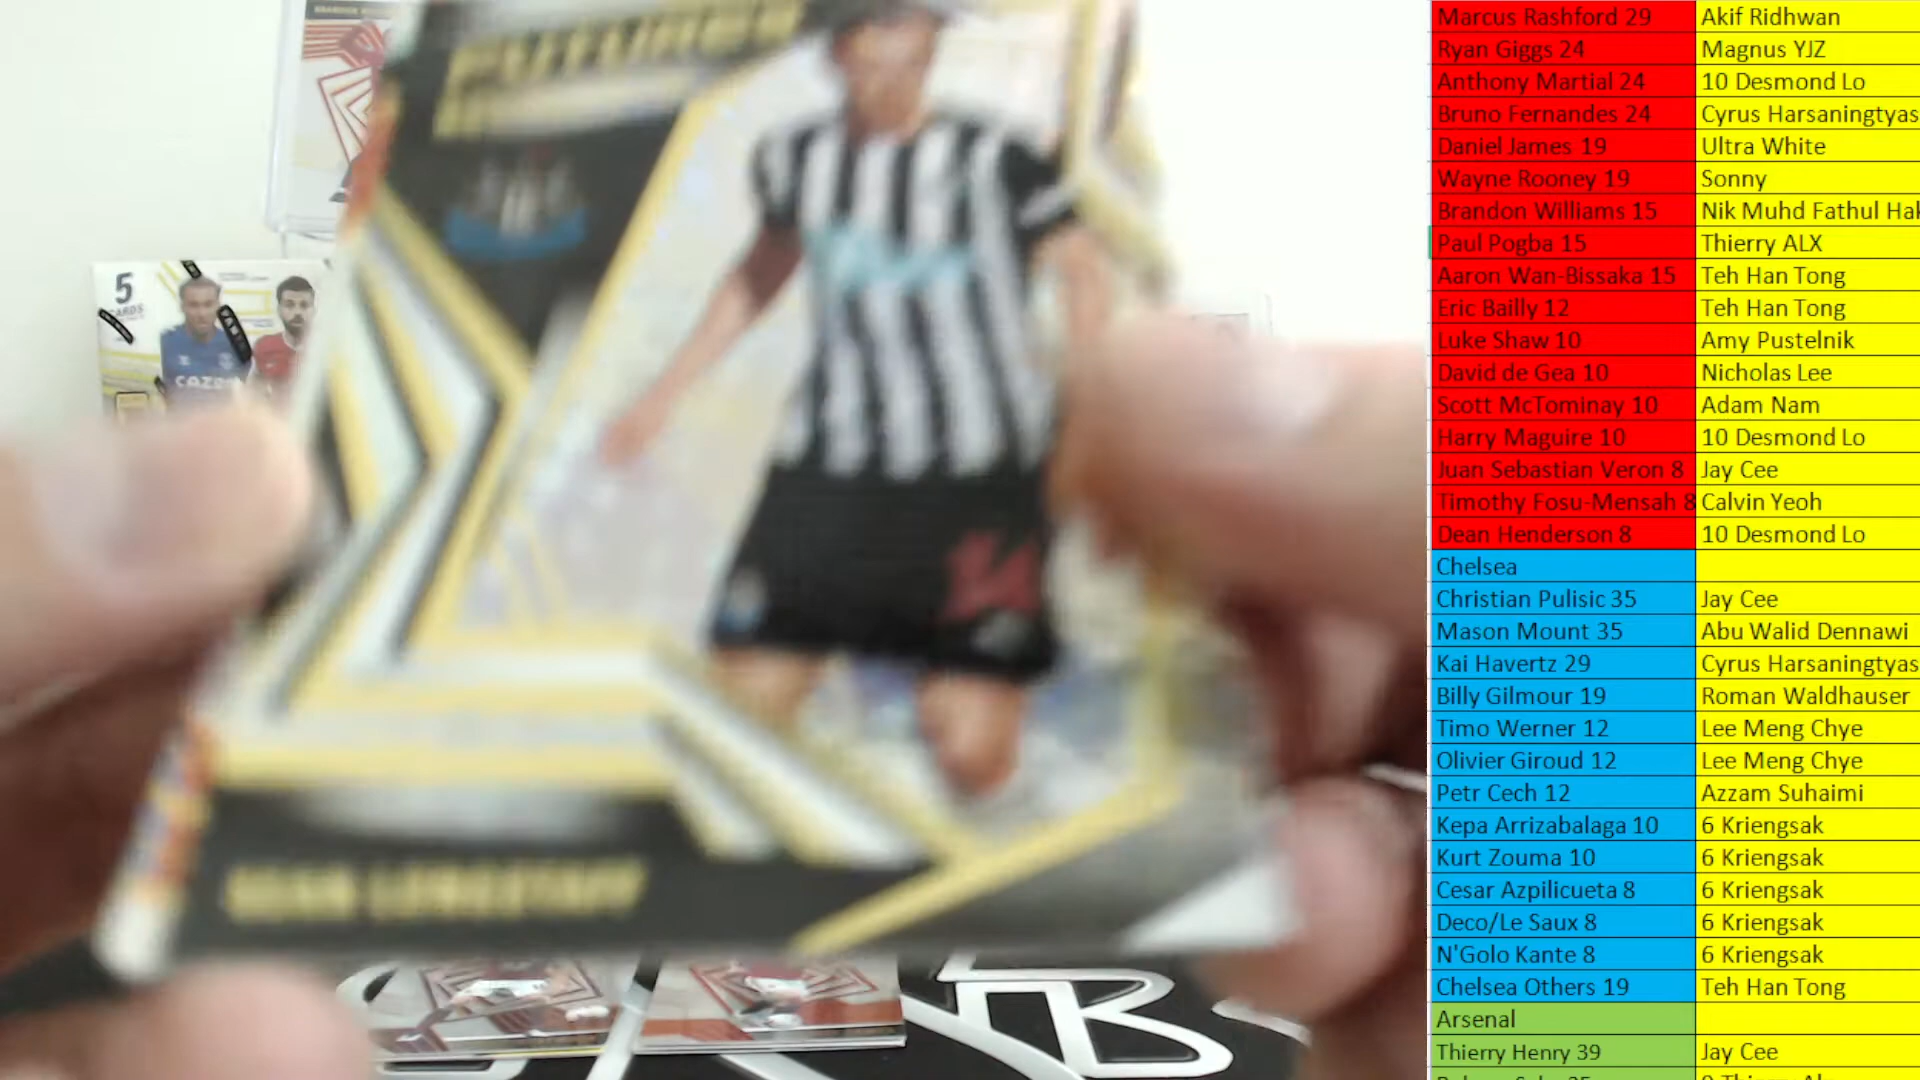 5
CARDS
CAZOO
SEAN LONGSTAFF
14
Marcus Rashford 29 Akif Ridhwan
Ryan Giggs 24 Magnus YJZ
Anthony Martial 24 10 Desmond Lo
Bruno Fernandes 24 Cyrus Harsaningtyas
Daniel James 19 Ultra White
Wayne Rooney 19 Sonny
Brandon Williams 15 Nik Muhd Fathul Hak
Paul Pogba 15 Thierry ALX
Aaron Wan-Bissaka 15 Teh Han Tong
Eric Bailly 12 Teh Han Tong
Luke Shaw 10 Amy Pustelnik
David de Gea 10 Nicholas Lee
Scott McTominay 10 Adam Nam
Harry Maguire 10 10 Desmond Lo
Juan Sebastian Veron 8 Jay Cee
Timothy Fosu-Mensah 8 Calvin Yeoh
Dean Henderson 8 10 Desmond Lo
Chelsea
Christian Pulisic 35 Jay Cee
Mason Mount 35 Abu Walid Dennawi
Kai Havertz 29 Cyrus Harsaningtyas
Billy Gilmour 19 Roman Waldhauser
Timo Werner 12 Lee Meng Chye
Olivier Giroud 12 Lee Meng Chye
Petr Cech 12 Azzam Suhaimi
Kepa Arrizabalaga 10 6 Kriengsak
Kurt Zouma 10 6 Kriengsak
Cesar Azpilicueta 8 6 Kriengsak
Deco/Le Saux 8 6 Kriengsak
N'Golo Kante 8 6 Kriengsak
Chelsea Others 19 Teh Han Tong
Arsenal
Thierry Henry 39 Jay Cee